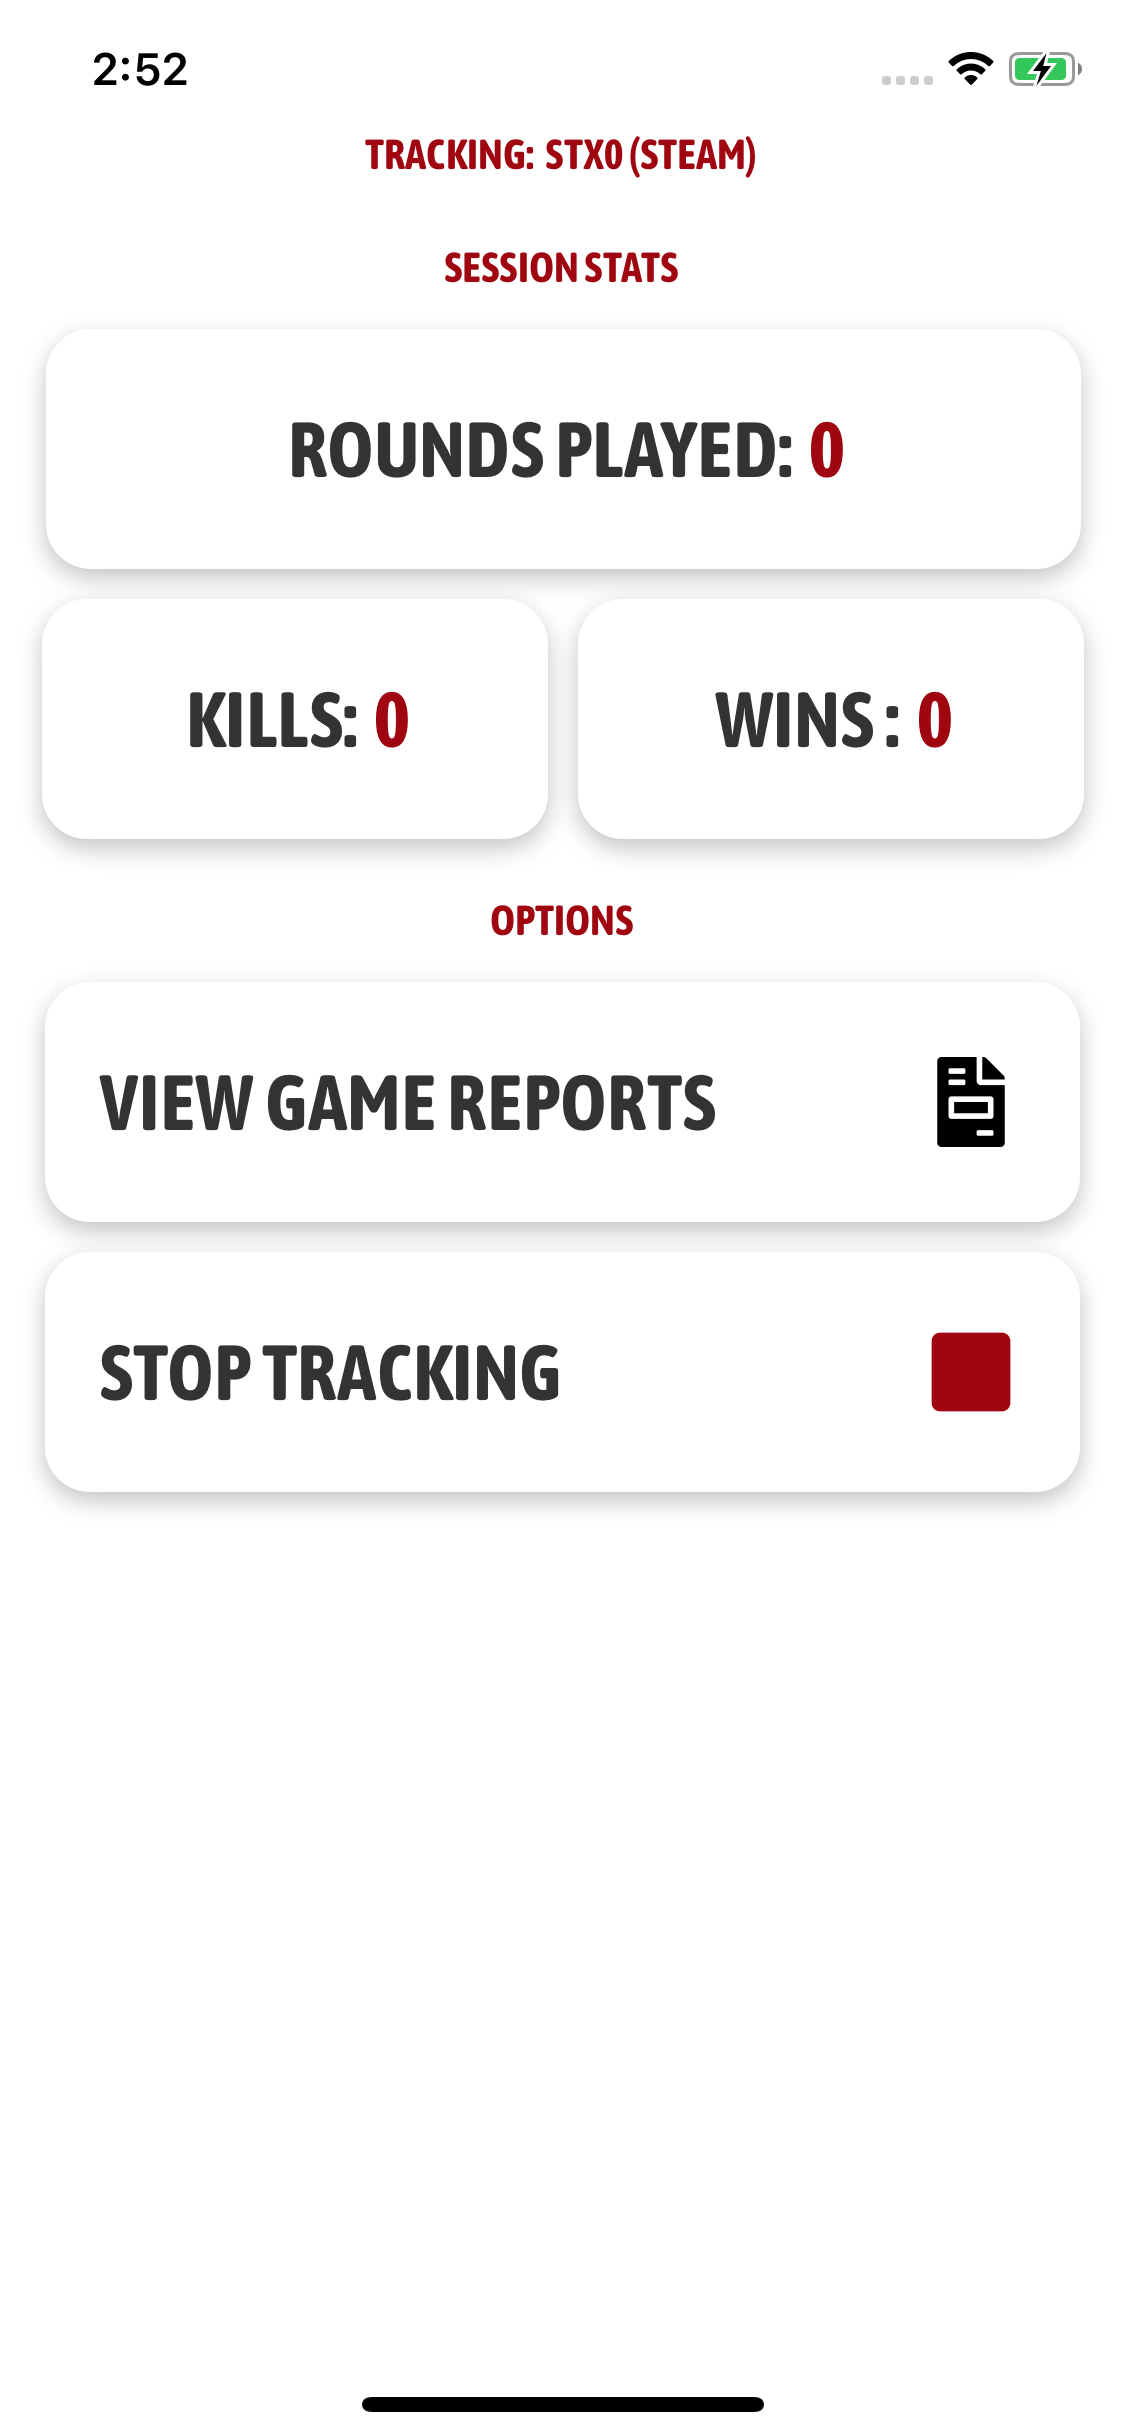 2:52
TRACKING: STX0 (STEAM)
SESSION STATS
ROUNDS PLAYED: 0
KILLS: 0
WINS : 0
OPTIONS
VIEW GAME REPORTS
STOP TRACKING